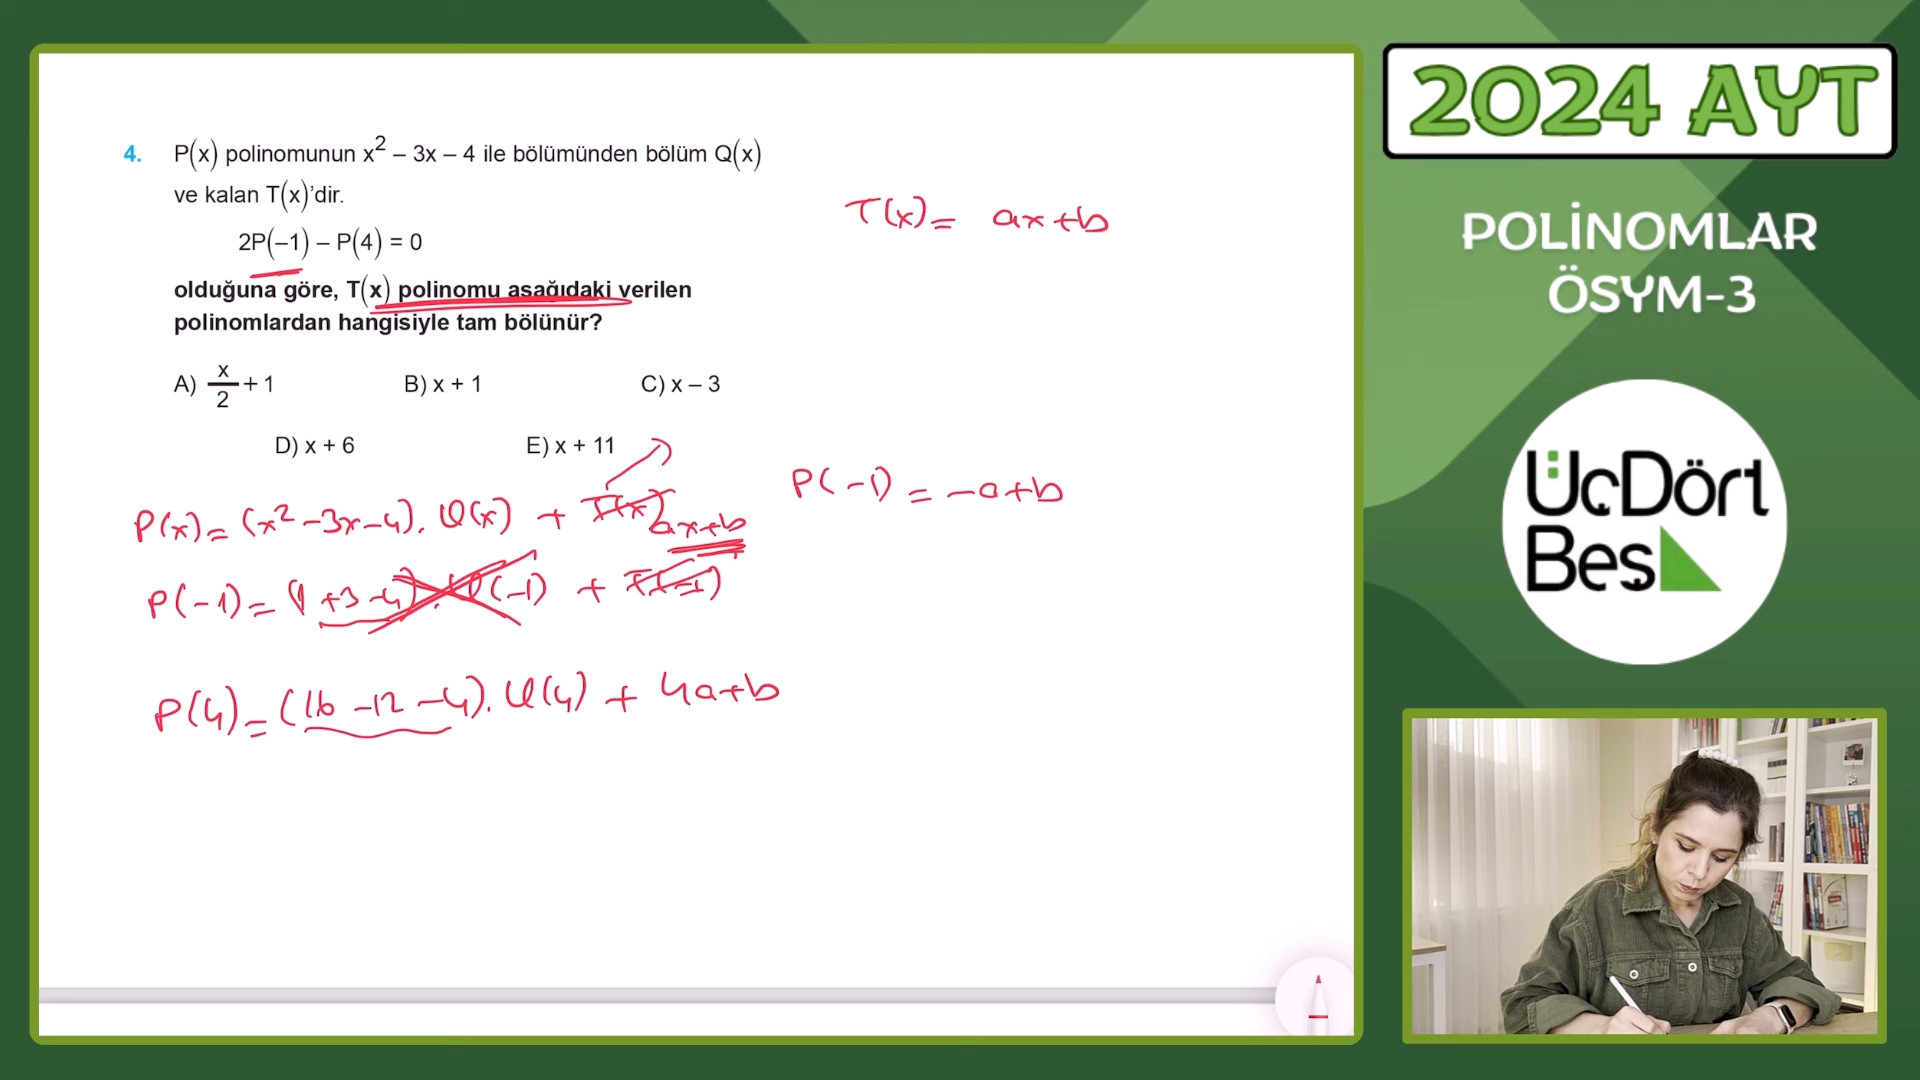 4. P(x) polinomunun x² – 3x – 4 ile bölümünden bölüm Q(x)
ve kalan T(x)'dir.
2P(–1) – P(4) = 0
olduğuna göre, T(x) polinomu aşağıdaki verilen
polinomlardan hangisiyle tam bölünür?
A) x/2 + 1 B) x + 1 C) x – 3
D) x + 6 E) x + 11
T(x) = ax+b
P(x) = (x² – 3x – 4). Q(x) + T(x) ax+b
P(-1) = -a+b
P(-1) = (1 +3 -4). Q(-1) + T(-1)
P(4) = (16 -12 -4). Q(4) + 4a+b
2024 AYT
POLİNOMLAR
ÖSYM-3
ÜçDört
Beş